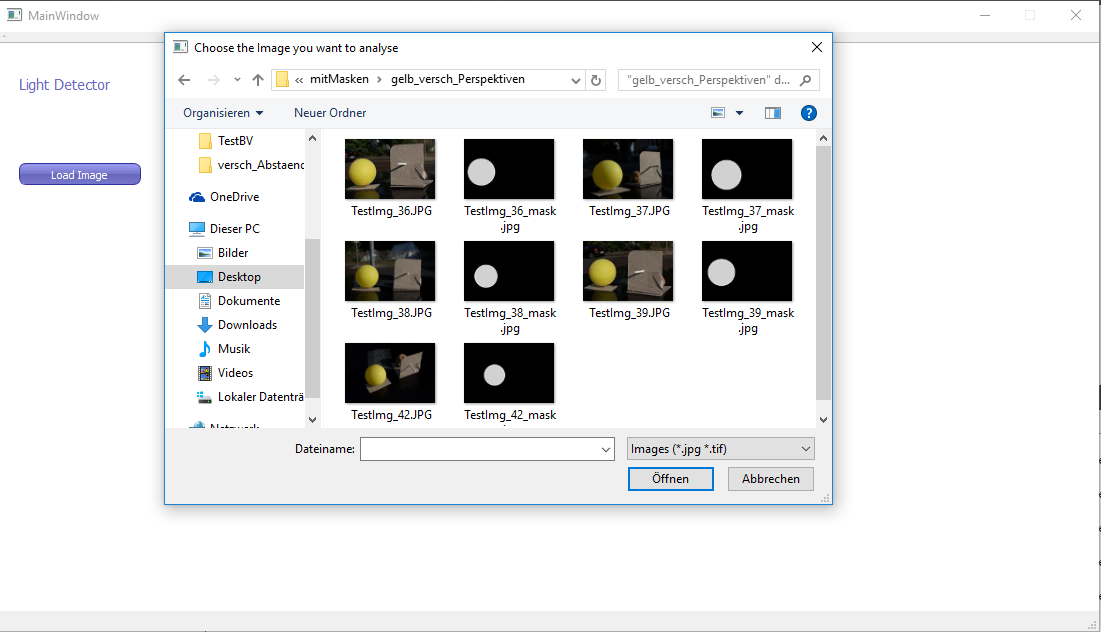 MainWindow
Light Detector
Load Image
Choose the Image you want to analyse
« mitMasken > gelb_versch_Perspektiven
"gelb_versch_Perspektiven" d...
Organisieren
Neuer Ordner
TestBV
versch_Abstaend
OneDrive
Dieser PC
Bilder
Desktop
Dokumente
Downloads
Musik
Videos
Lokaler Datenträ
Netzwerk
TestImg_36.JPG
TestImg_36_mask
.jpg
TestImg_37.JPG
TestImg_37_mask
.jpg
TestImg_38.JPG
TestImg_38_mask
.jpg
TestImg_39.JPG
TestImg_39_mask
.jpg
TestImg_42.JPG
TestImg_42_mask
Dateiname:
Images (*.jpg *.tif)
Öffnen
Abbrechen